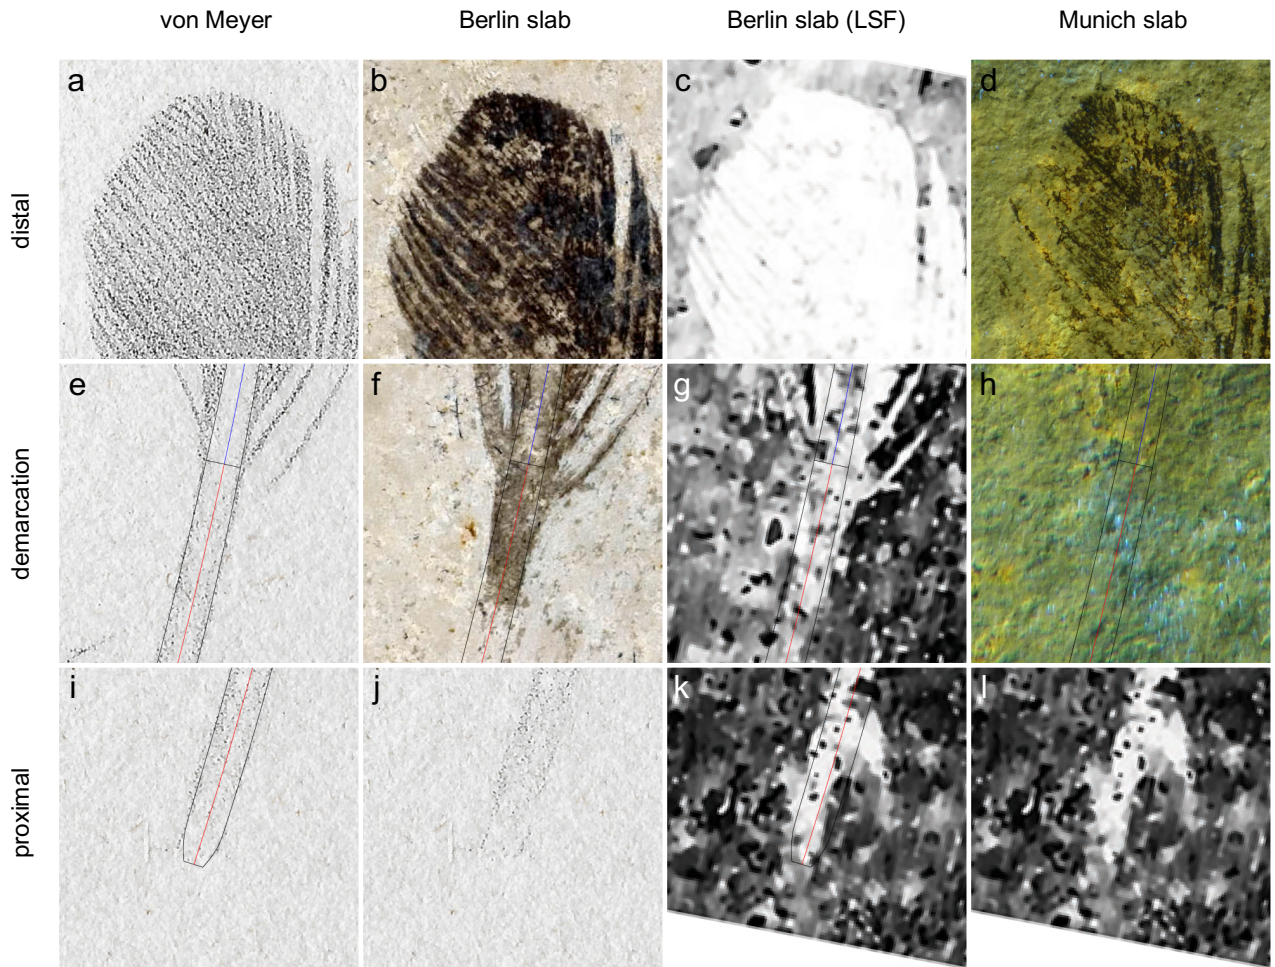 von Meyer
Berlin slab
Berlin slab (LSF)
Munich slab
distal
a
b
c
d
demarcation
e
f
g
h
proximal
i
j
k
l